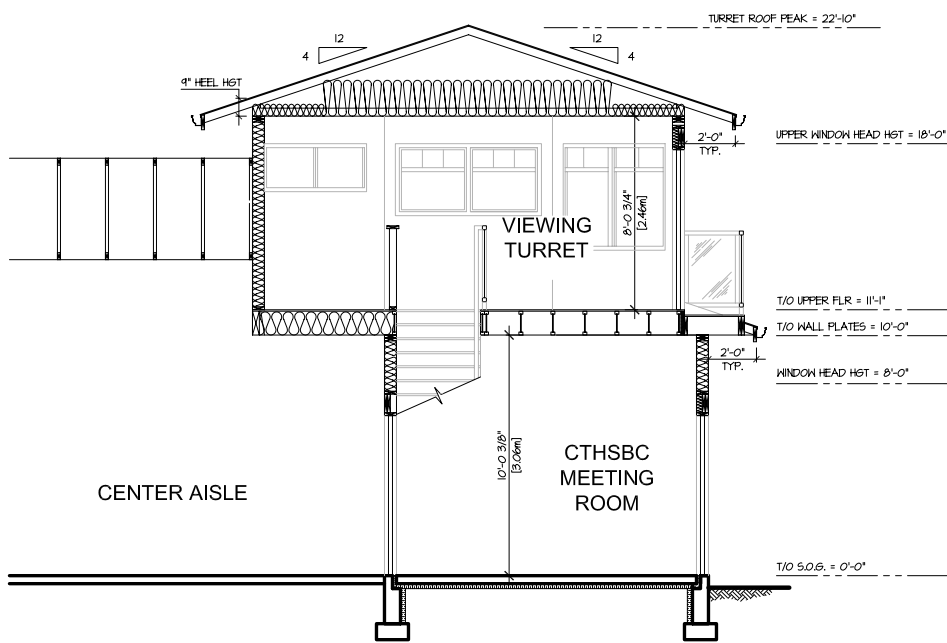 TURRET ROOF PEAK = 22'-10"
12
4
12
4
9" HEEL HGT
UPPER WINDOW HEAD HGT = 18'-0"
2'-0"
TYP.
8'-0 3/4"
[2.46m]
VIEWING
TURRET
T/O UPPER FLR = 11'-1"
T/O WALL PLATES = 10'-0"
2'-0"
TYP.
WINDOW HEAD HGT = 8'-0"
10'-0 3/8"
[3.06m]
CTHSBC
MEETING
ROOM
CENTER AISLE
T/O S.O.G. = 0'-0"